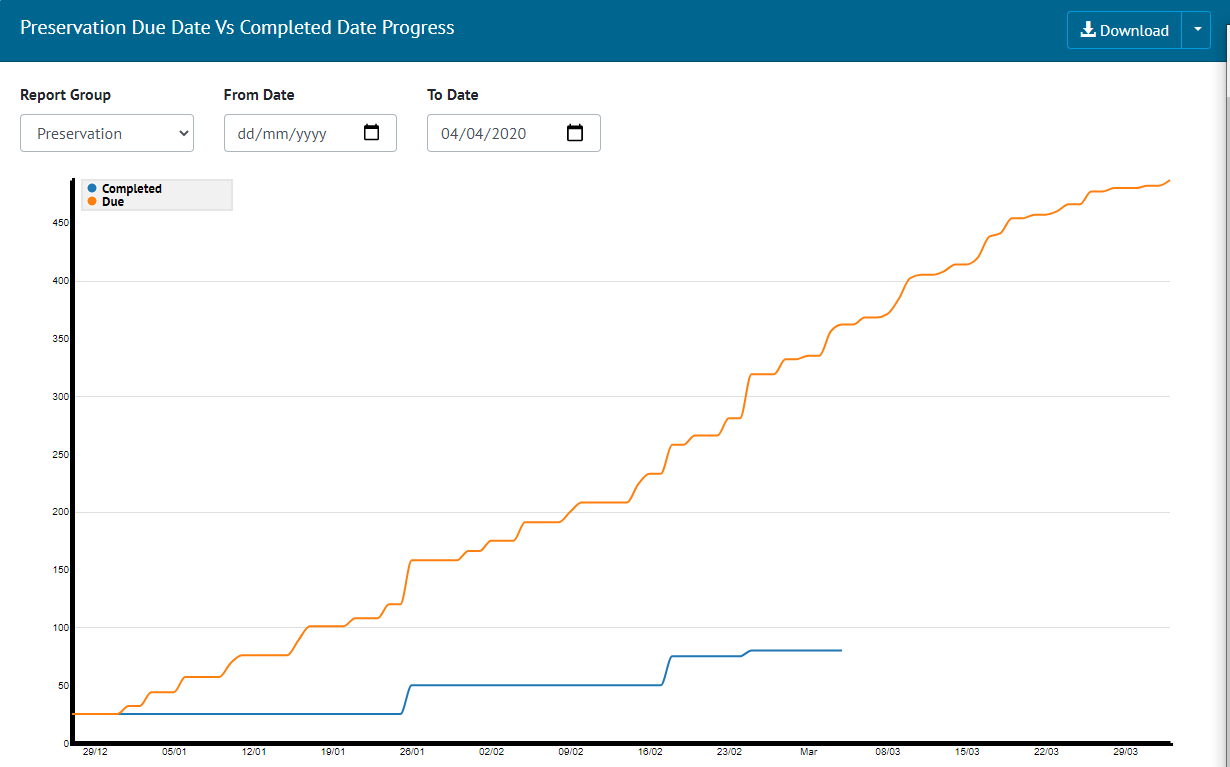 Preservation Due Date Vs Completed Date Progress
Download
Report Group
From Date
To Date
Preservation
dd/mm/yyyy
04/04/2020
Completed
Due
450
400
350
300
250
200
150
100
50
0
29/12 05/01 12/01 19/01 26/01 02/02 09/02 16/02 23/02 Mar 08/03 15/03 22/03 29/03